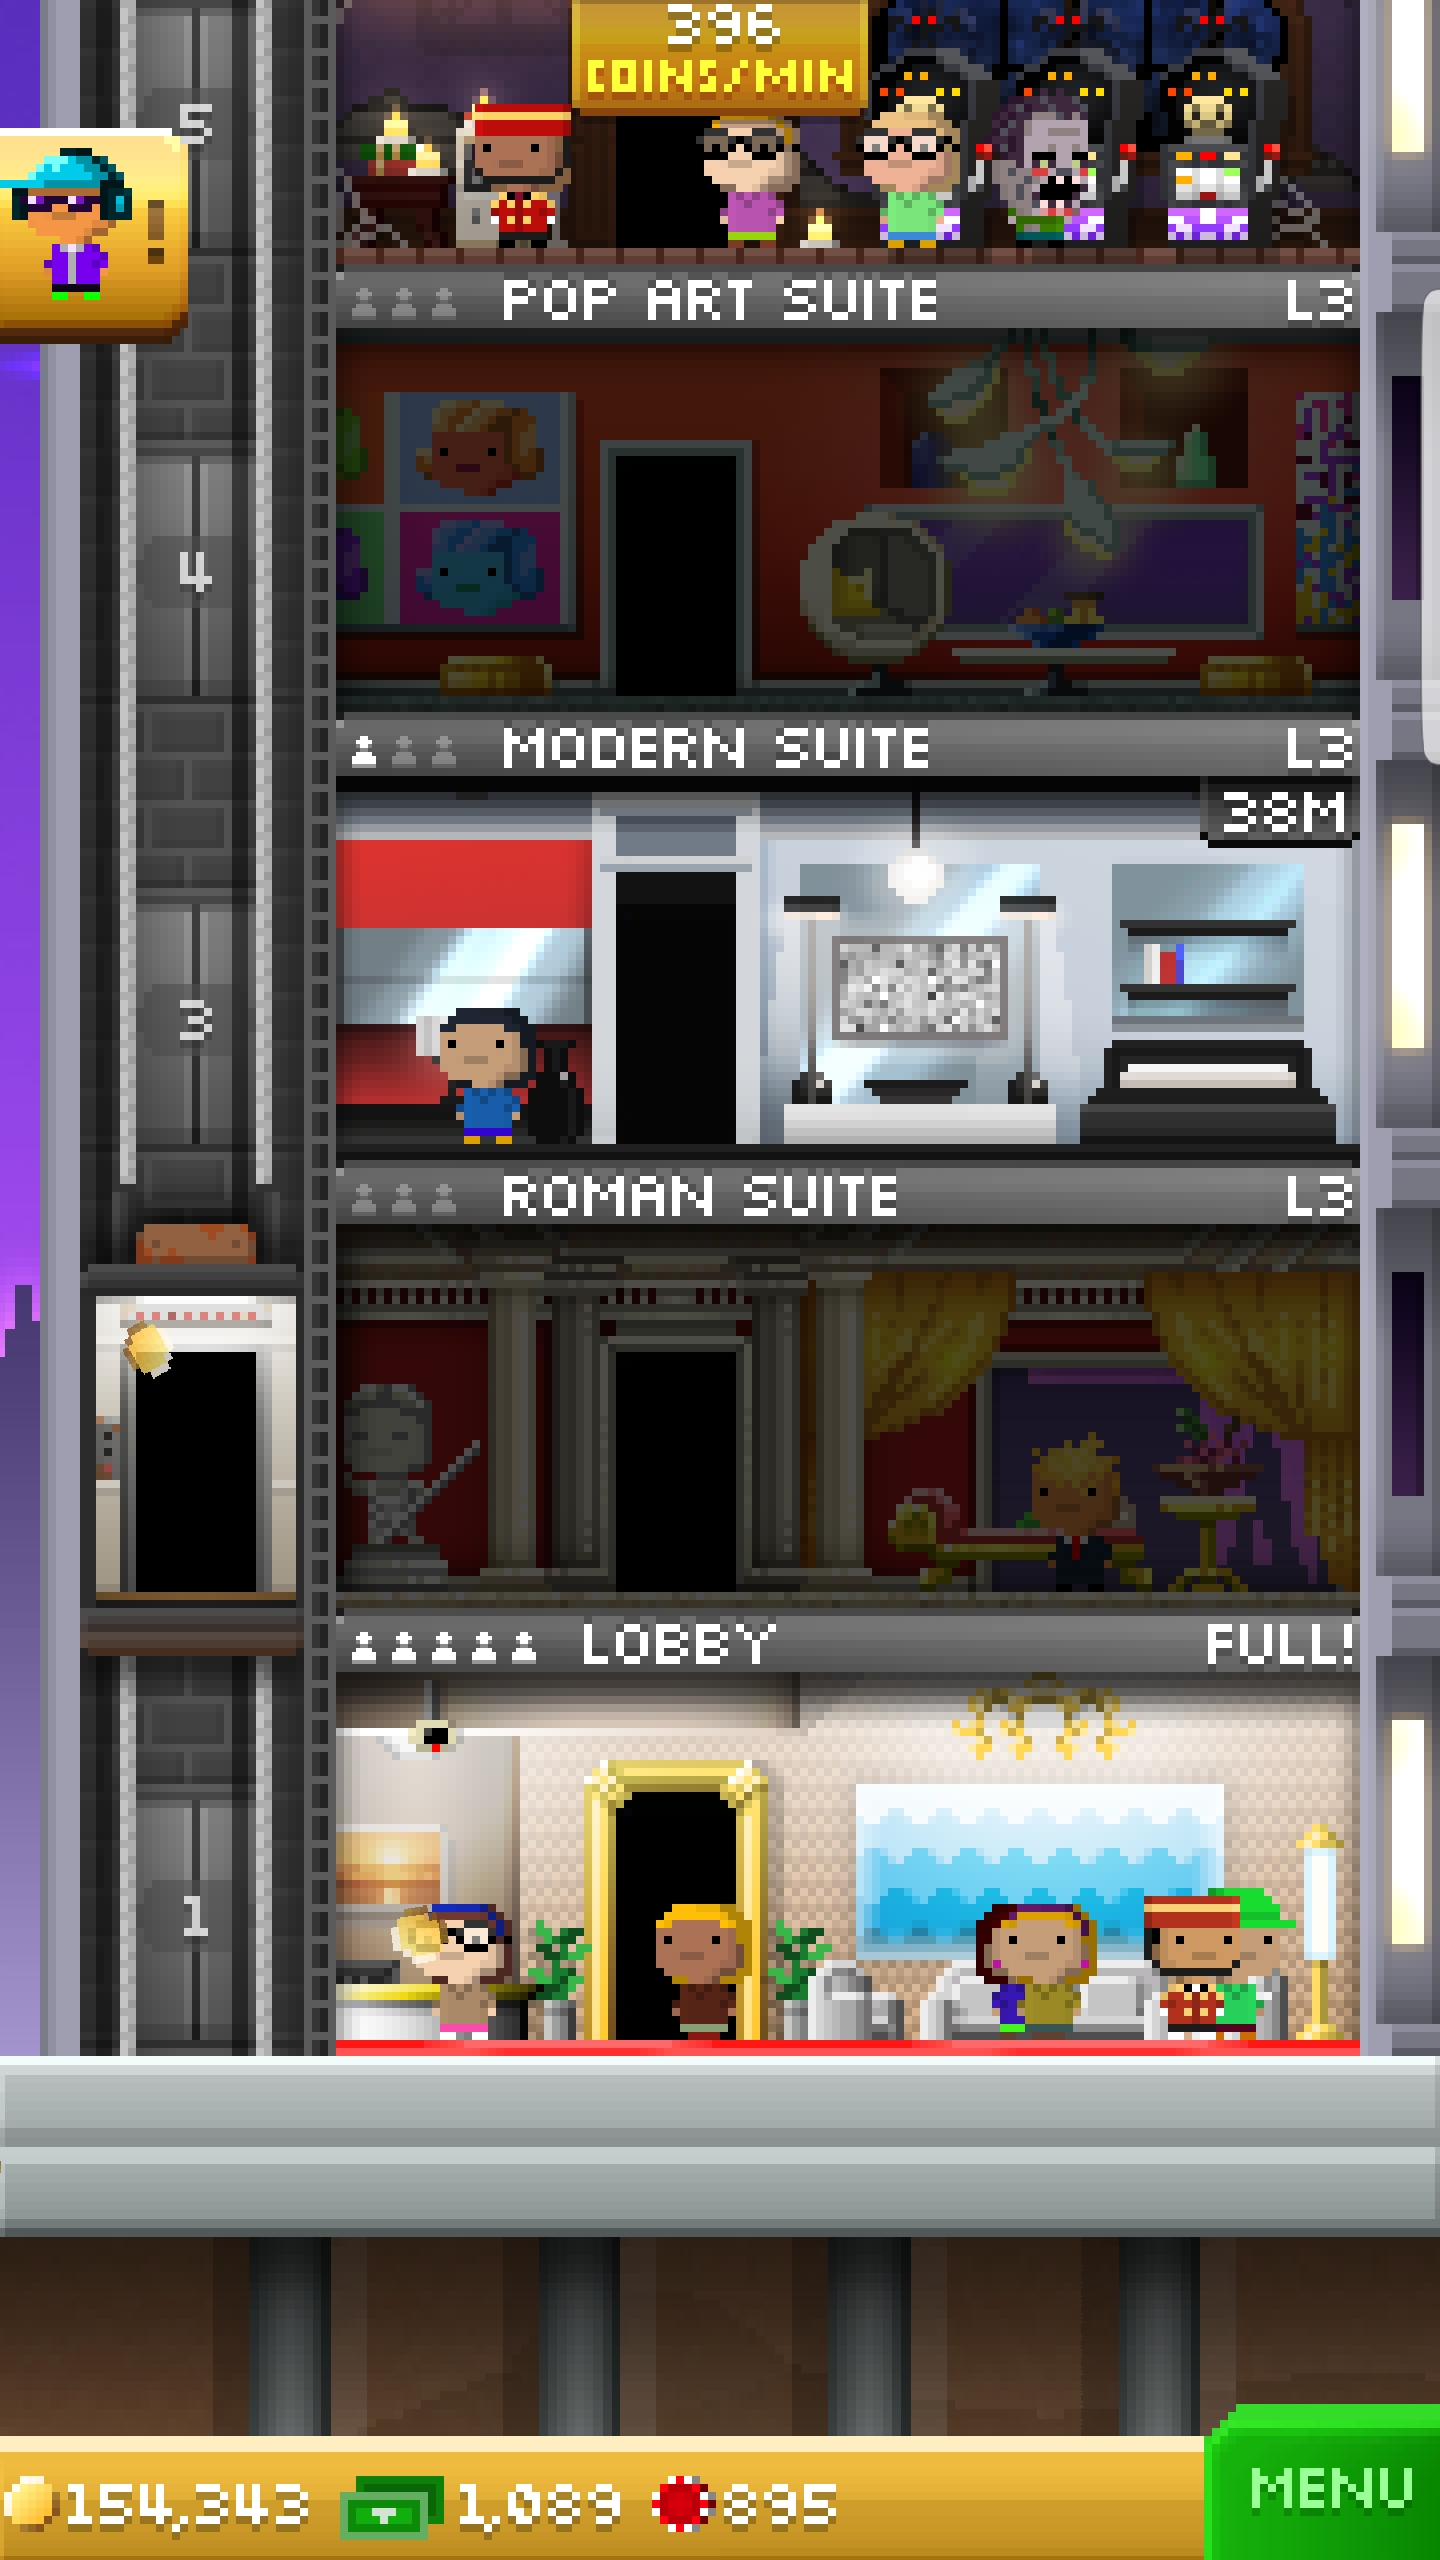 396
COINS/MIN
5
!
POP ART SUITE L3
4
MODERN SUITE L3
38M
3
ROMAN SUITE L3
LOBBY FULL!
1
154,343 1,089 895
MENU